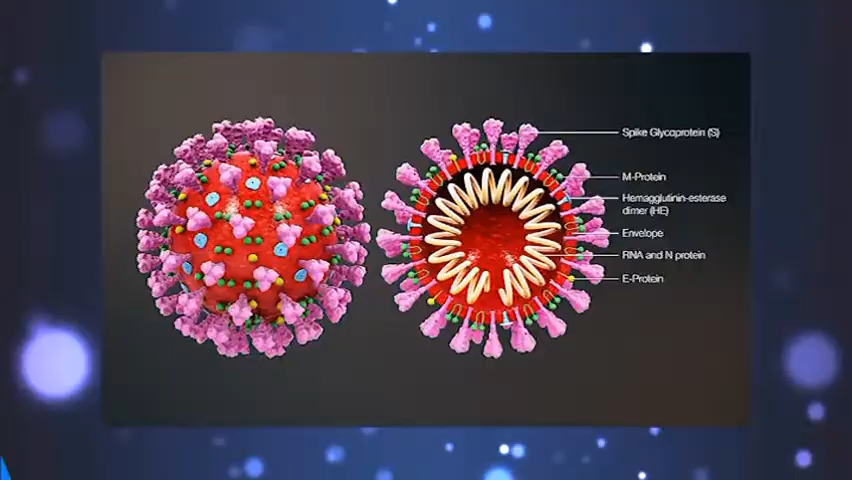 Spike Glycoprotein (S)
M-Protein
Hemagglutinin-esterase
dimer (HE)
Envelope
RNA and N protein
E-Protein